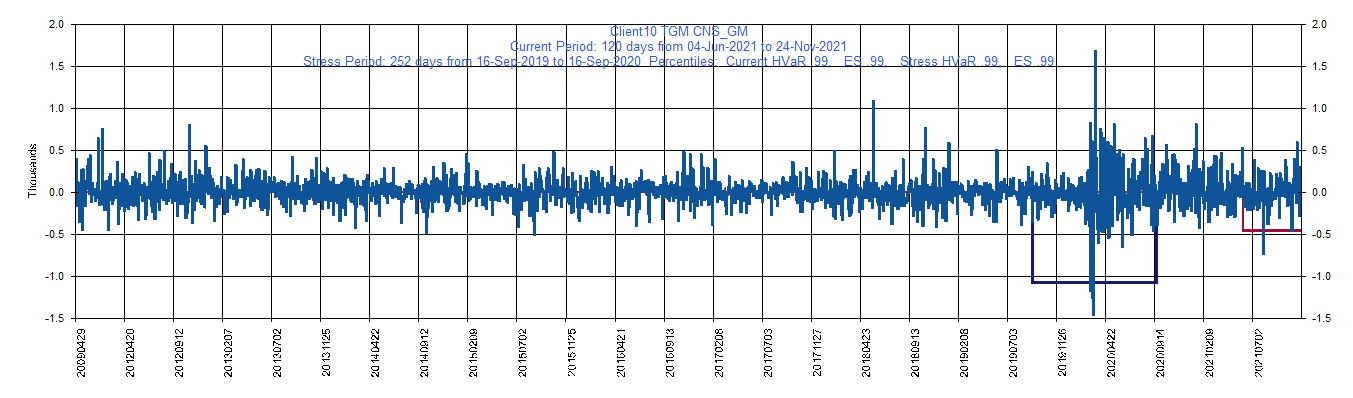 Client10 TGM CNS_GM
Current Period: 120 days from 04-Jun-2021 to 24-Nov-2021
Stress Period: 252 days from 16-Sep-2019 to 16-Sep-2020 Percentiles: Current HVaR .99, ES .99, Stress HVaR .99, ES .99
2.0 2.0
1.5 1.5
1.0 1.0
0.5 0.5
0.0 0.0
-0.5 -0.5
-1.0 -1.0
-1.5 -1.5
Thousands
20090429 20120420 20120912 20130207 20130702 20131125 20140422 20140912 20150209 20150702 20151125 20160421 20160913 20170208 20170703 20171127 20180423 20180913 20190208 20190703 20191126 20200422 20200914 20210209 20210702